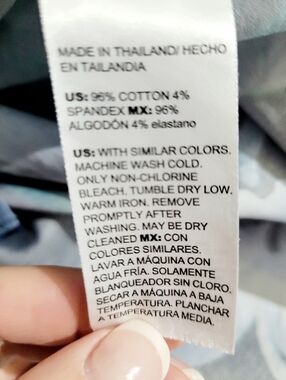 MADE IN THAILAND/ HECHO
EN TAILANDIA
US: 96% COTTON 4%
SPANDEX MX: 96%
ALGODÓN 4% elastano
US: WITH SIMILAR COLORS.
MACHINE WASH COLD.
ONLY NON-CHLORINE
BLEACH. TUMBLE DRY LOW.
WARM IRON. REMOVE
PROMPTLY AFTER
WASHING. MAY BE DRY
CLEANED MX: CON
COLORES SIMILARES.
LAVAR A MÁQUINA CON
AGUA FRÍA. SOLAMENTE
BLANQUEADOR SIN CLORO.
SECAR A MÁQUINA A BAJA
TEMPERATURA. PLANCHAR
A TEMPERATURA MEDIA.